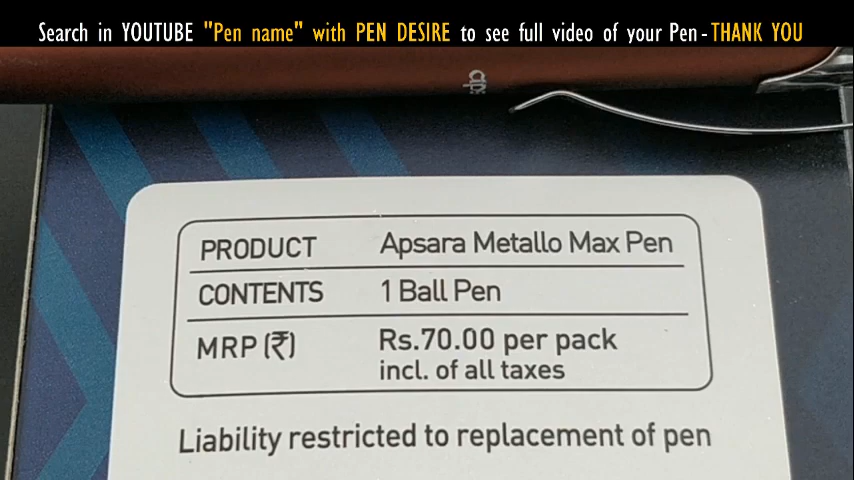 Search in YOUTUBE "Pen name" with PEN DESIRE to see full video of your Pen - THANK YOU
PRODUCT Apsara Metallo Max Pen
CONTENTS 1 Ball Pen
MRP (₹) Rs.70.00 per pack
incl. of all taxes
Liability restricted to replacement of pen